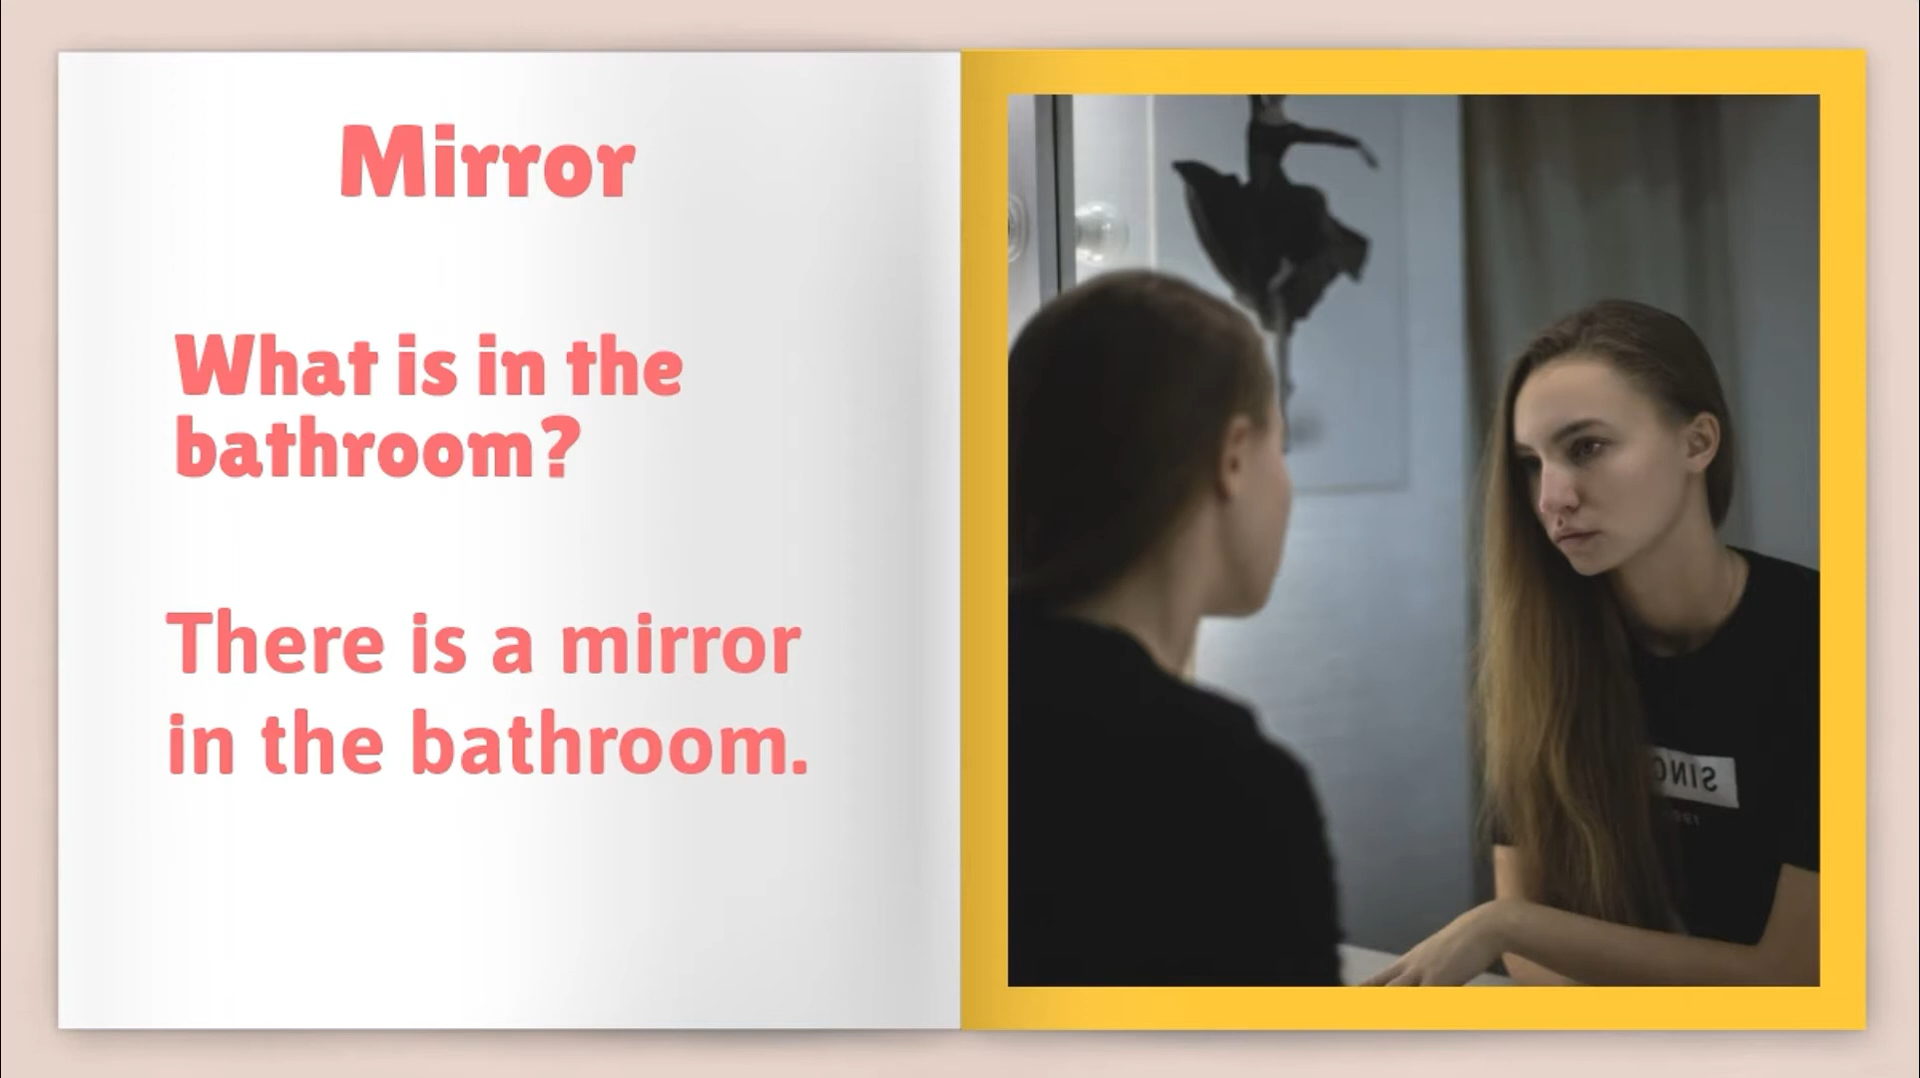 Mirror
What is in the
bathroom?
There is a mirror
in the bathroom.